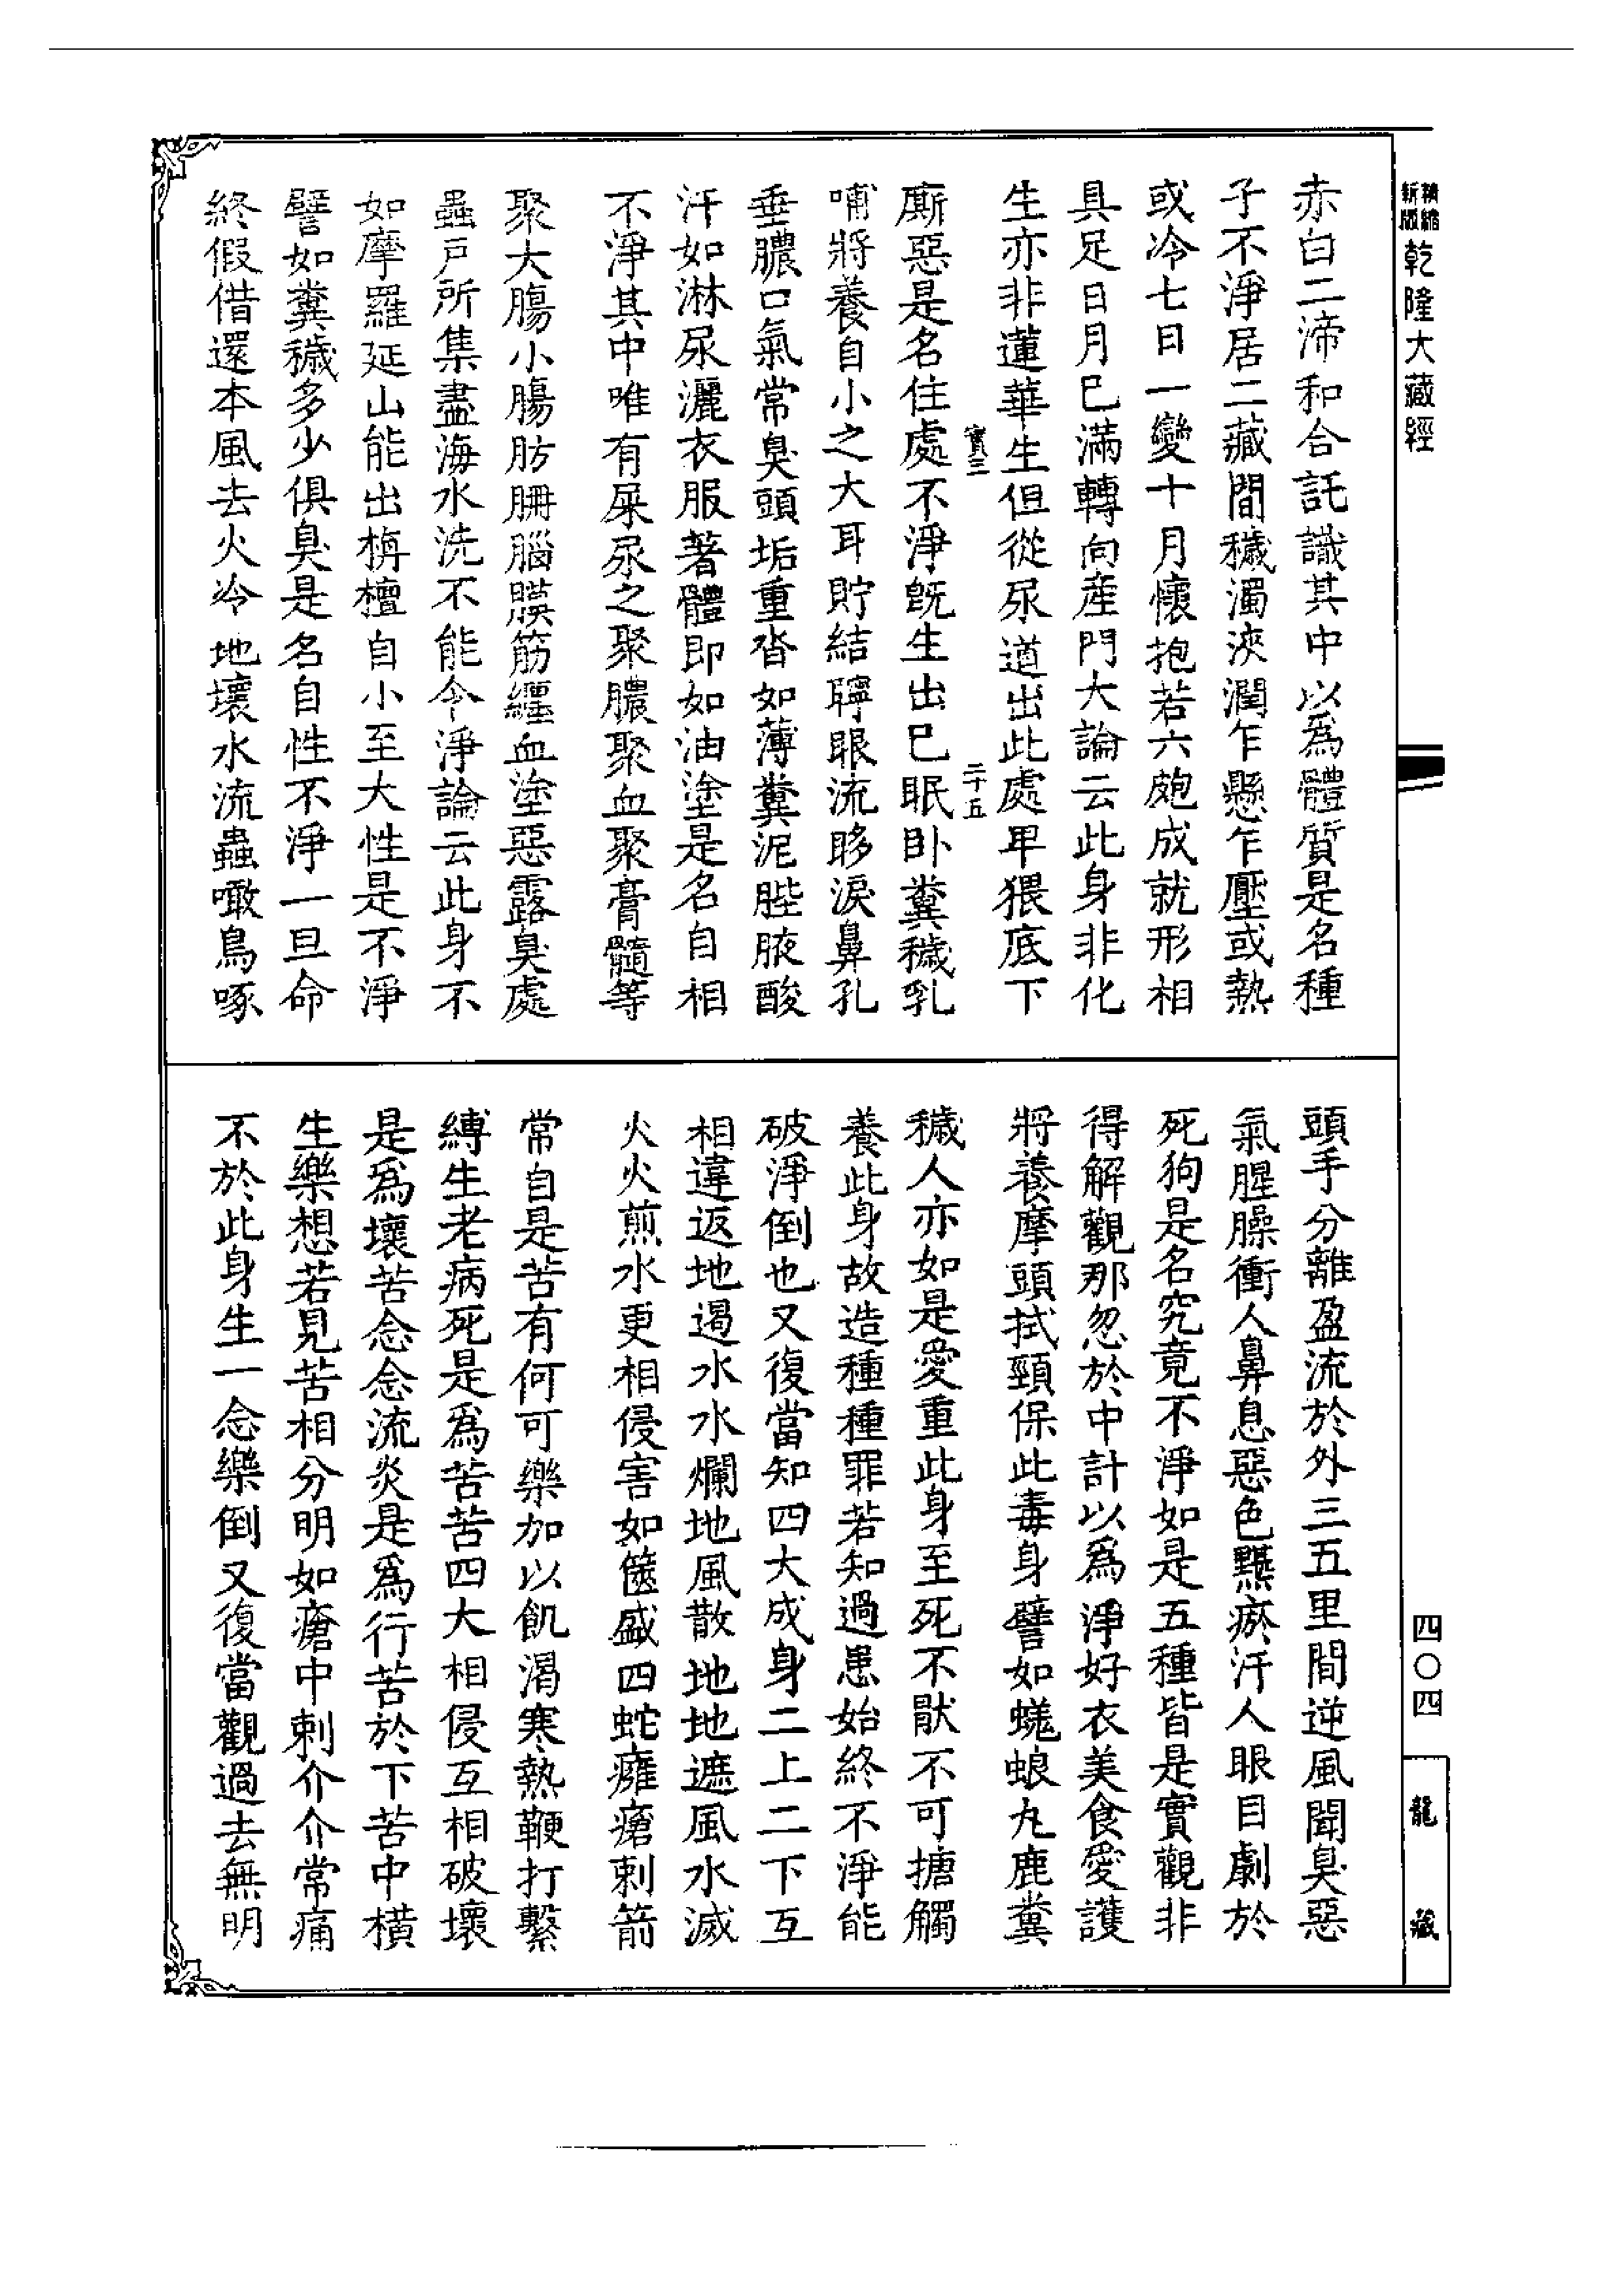 精縮
新版
乾隆大藏經
赤白二渧和合託識其中以爲體質是名種
子不淨居二藏間穢濁浹潤乍懸乍壓或熱
或冷七日一變十月懷抱若六皰成就形相
具足日月已滿轉向産門大論云此身非化
生亦非蓮華生但從尿道出此處卑猥底下
寳三
二十五
廝惡是名住處不淨旣生出已眠卧糞穢乳
哺將養自小之大耳貯結聹眼流眵淚鼻孔
垂膿口氣常臭頭垢重沓如薄糞泥䏶腋酸
汗如淋尿灑衣服著體即如油塗是名自相
不淨其中唯有屎尿之聚膿聚血聚膏髓等
聚大膓小腸肪䏲腦膜筋纏血塗惡露臭處
蟲戸所集盡海水洗不能令淨論云此身不
如摩羅延山能出栴檀自小至大性是不淨
譬如糞穢多少俱臭是名自性不淨一旦命
終假借還本風去火冷地壞水流蟲噉鳥啄
頭手分離盈流於外三五里間逆風聞臭惡
氣腥臊衝人鼻息惡色黰瘀汙人眼目劇於
死狗是名究竟不淨如是五種皆是實觀非
得解觀那忽於中計以爲淨好衣美食愛護
將養摩頭拭頸保此毒身譬如蜣蜋丸鹿糞
穢人亦如是愛重此身至死不猒不可搪觸
養此身故造種種罪若知過患始終不淨能
破淨倒也又復當知四大成身二上二下互
相違返地遏水水爛地風散地地遮風水滅
火火煎水更相侵害如篋盛四蛇癰瘡刺箭
常自是苦有何可樂加以飢渴寒熱鞭打繫
縛生老病死是爲苦苦四大相侵互相破壞
是爲壞苦念念流炎是爲行苦於下苦中橫
生樂想若見苦相分明如瘡中刺介介常痛
不於此身生一念樂倒又復當觀過去無明
四〇四
龍藏